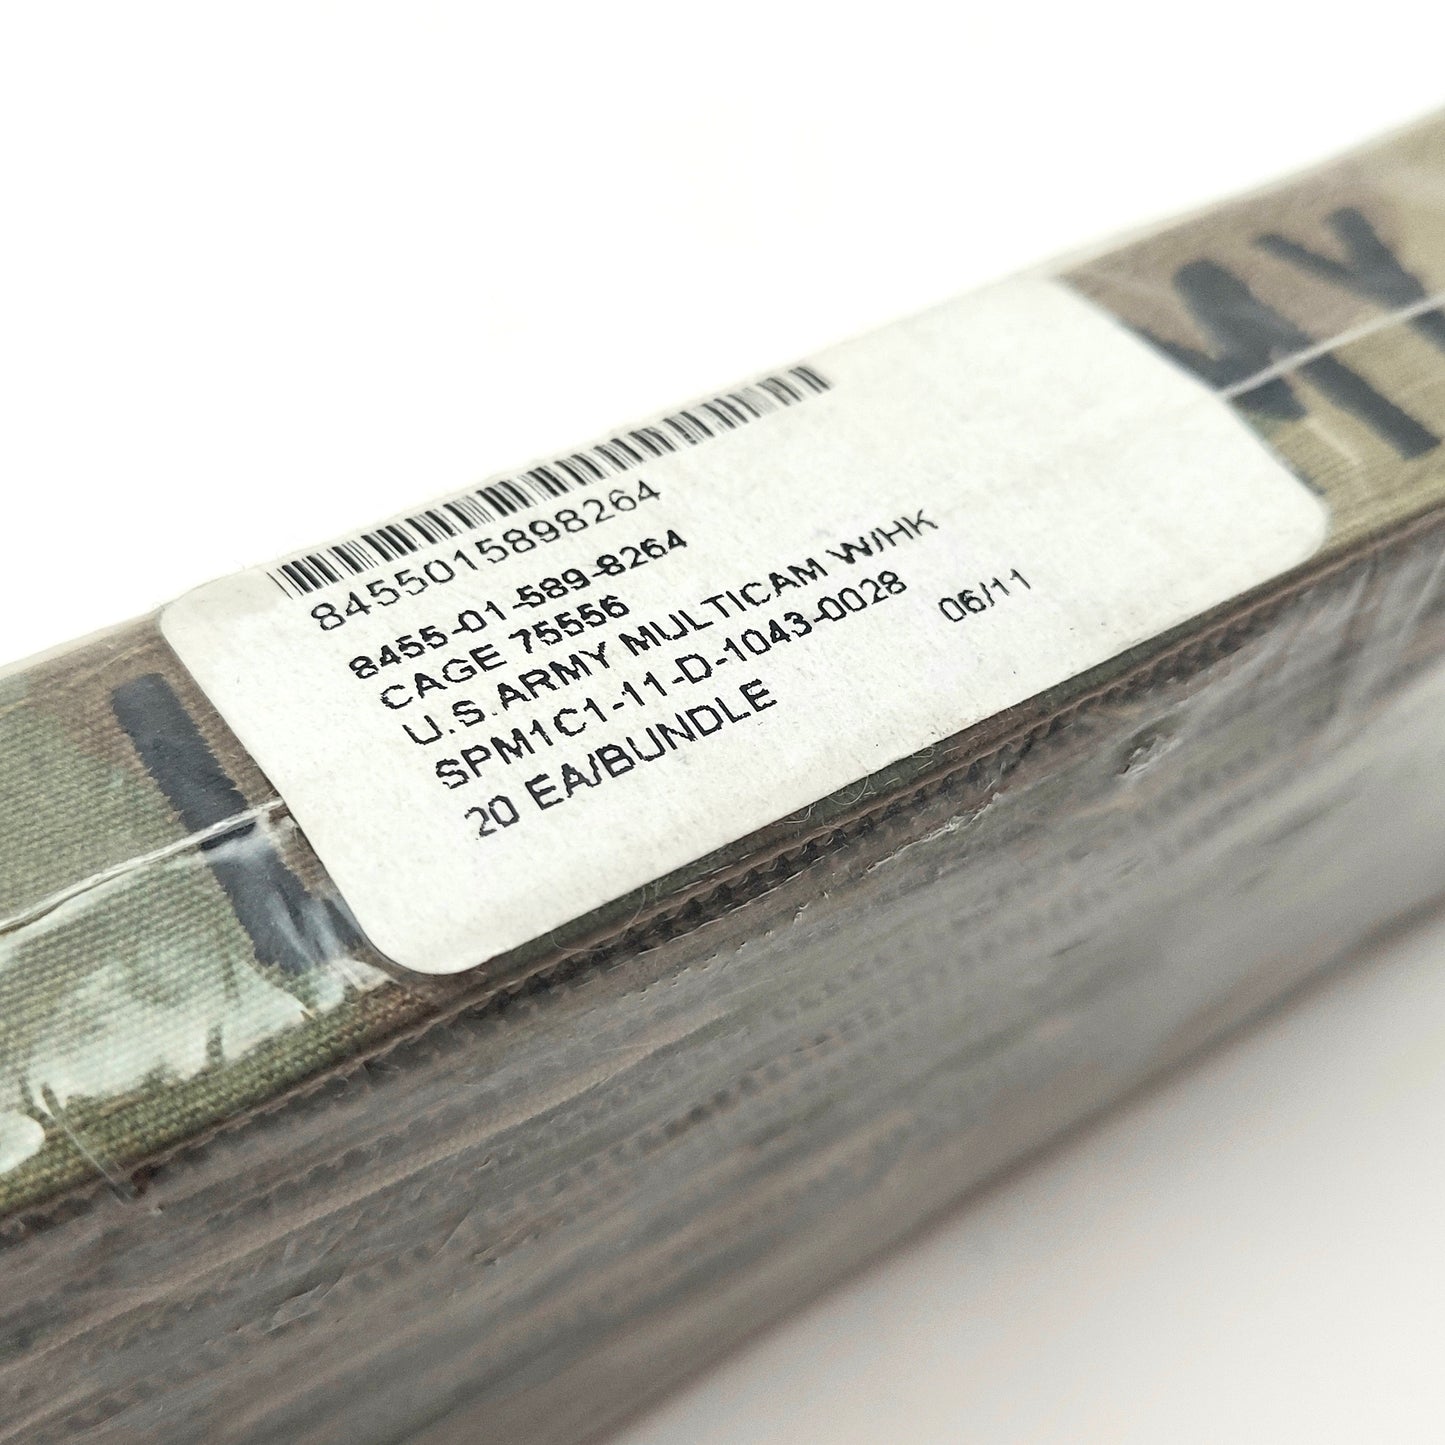 8455015898264
8455-01-589-8264
CAGE 75556
U.S.ARMY MULTICAM W/HK
SPM1C1-11-D-1043-0028
20 EA/BUNDLE
06/11
MY